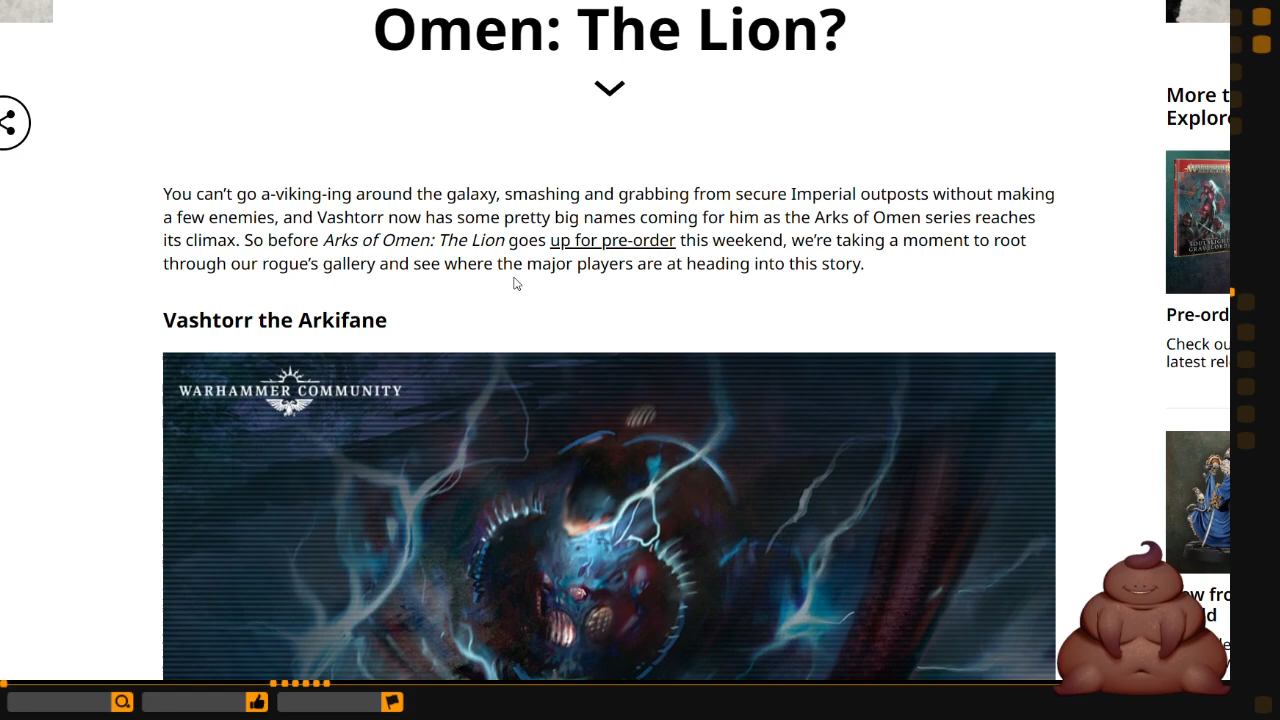 Omen: The Lion?
More t
Explore
You can't go a-viking-ing around the galaxy, smashing and grabbing from secure Imperial outposts without making
a few enemies, and Vashtorr now has some pretty big names coming for him as the Arks of Omen series reaches
its climax. So before Arks of Omen: The Lion goes up for pre-order this weekend, we're taking a moment to root
through our rogue's gallery and see where the major players are at heading into this story.
Vashtorr the Arkifane
WARHAMMER COMMUNITY
Pre-ord
Check ou
latest rel